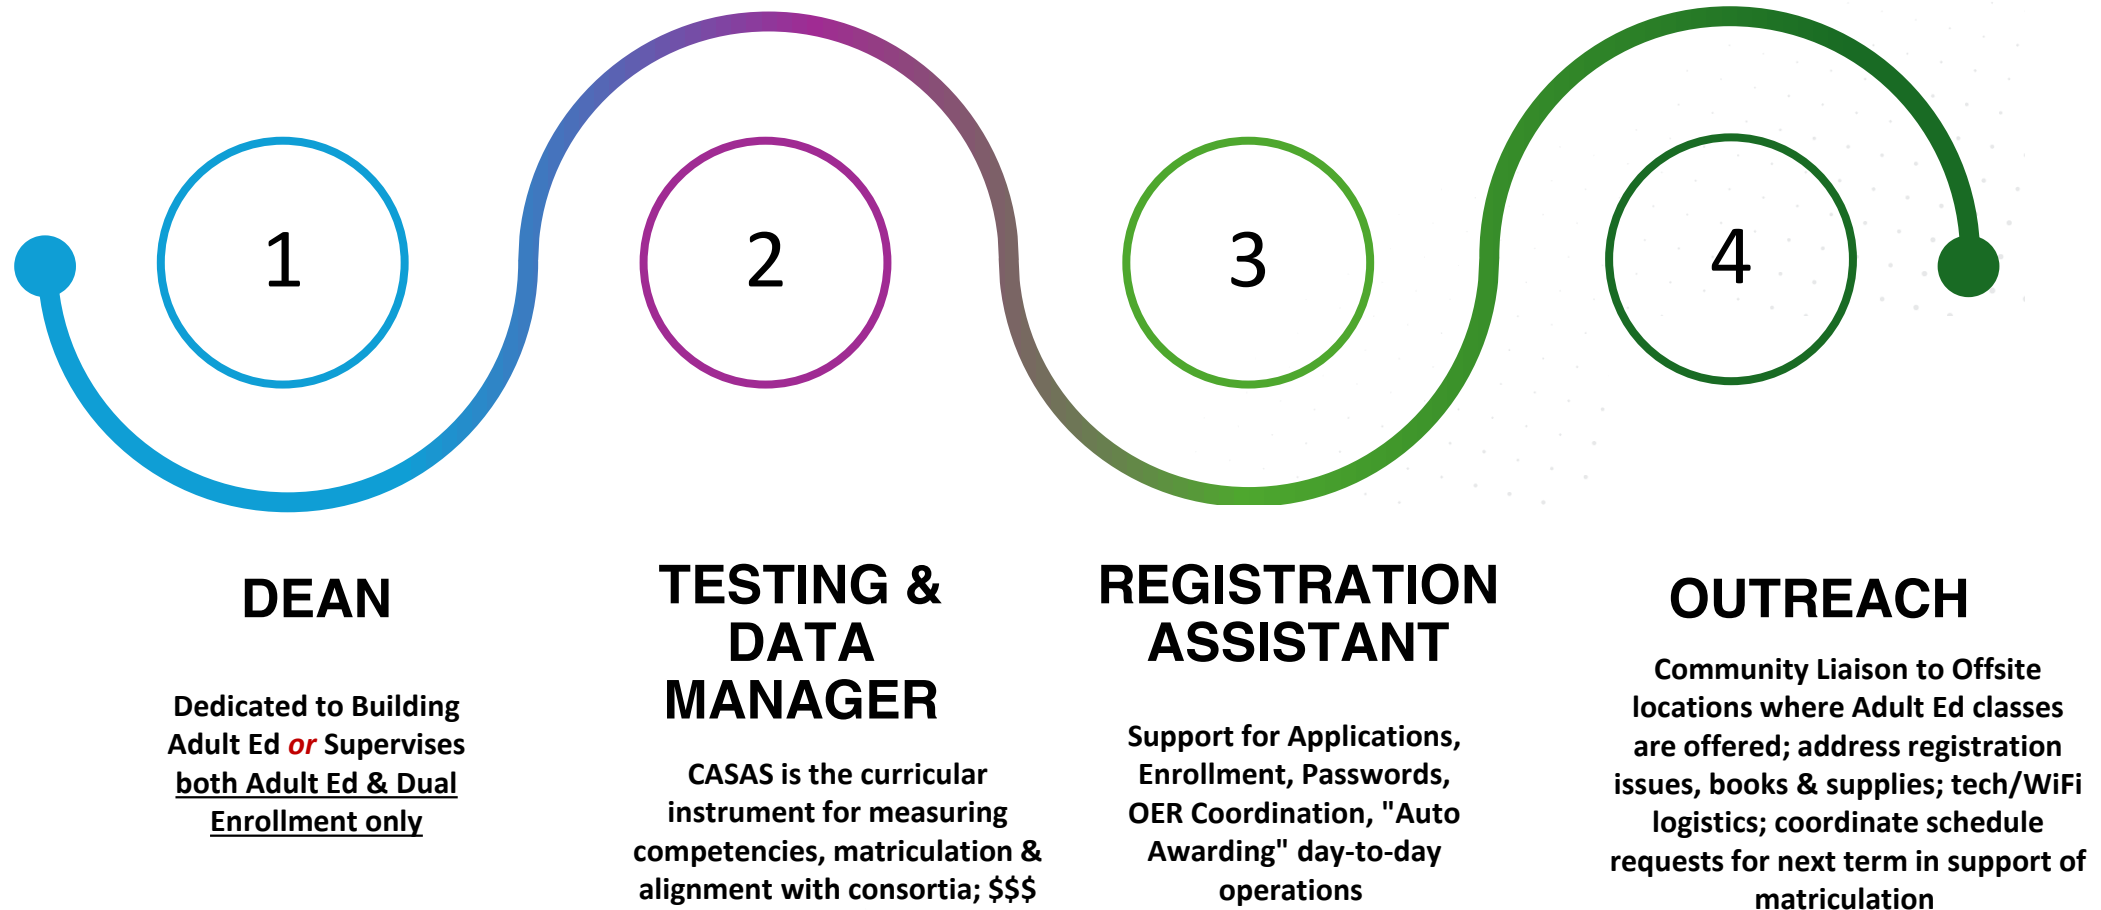 1
2
3
4
DEAN
Dedicated to Building
Adult Ed or Supervises
both Adult Ed & Dual
Enrollment only
TESTING &
DATA
MANAGER
CASAS is the curricular
instrument for measuring
competencies, matriculation &
alignment with consortia; $$$
REGISTRATION
ASSISTANT
Support for Applications,
Enrollment, Passwords,
OER Coordination, "Auto
Awarding" day-to-day
operations
OUTREACH
Community Liaison to Offsite
locations where Adult Ed classes
are offered; address registration
issues, books & supplies; tech/WiFi
logistics; coordinate schedule
requests for next term in support of
matriculation